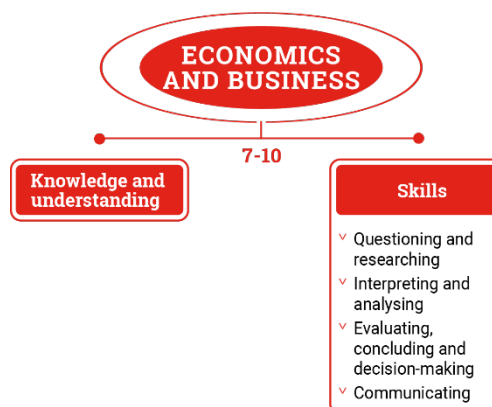 ECONOMICS
AND BUSINESS
7-10
Knowledge and
understanding
Skills
Questioning and
researching
Interpreting and
analysing
Evaluating,
concluding and
decision-making
Communicating